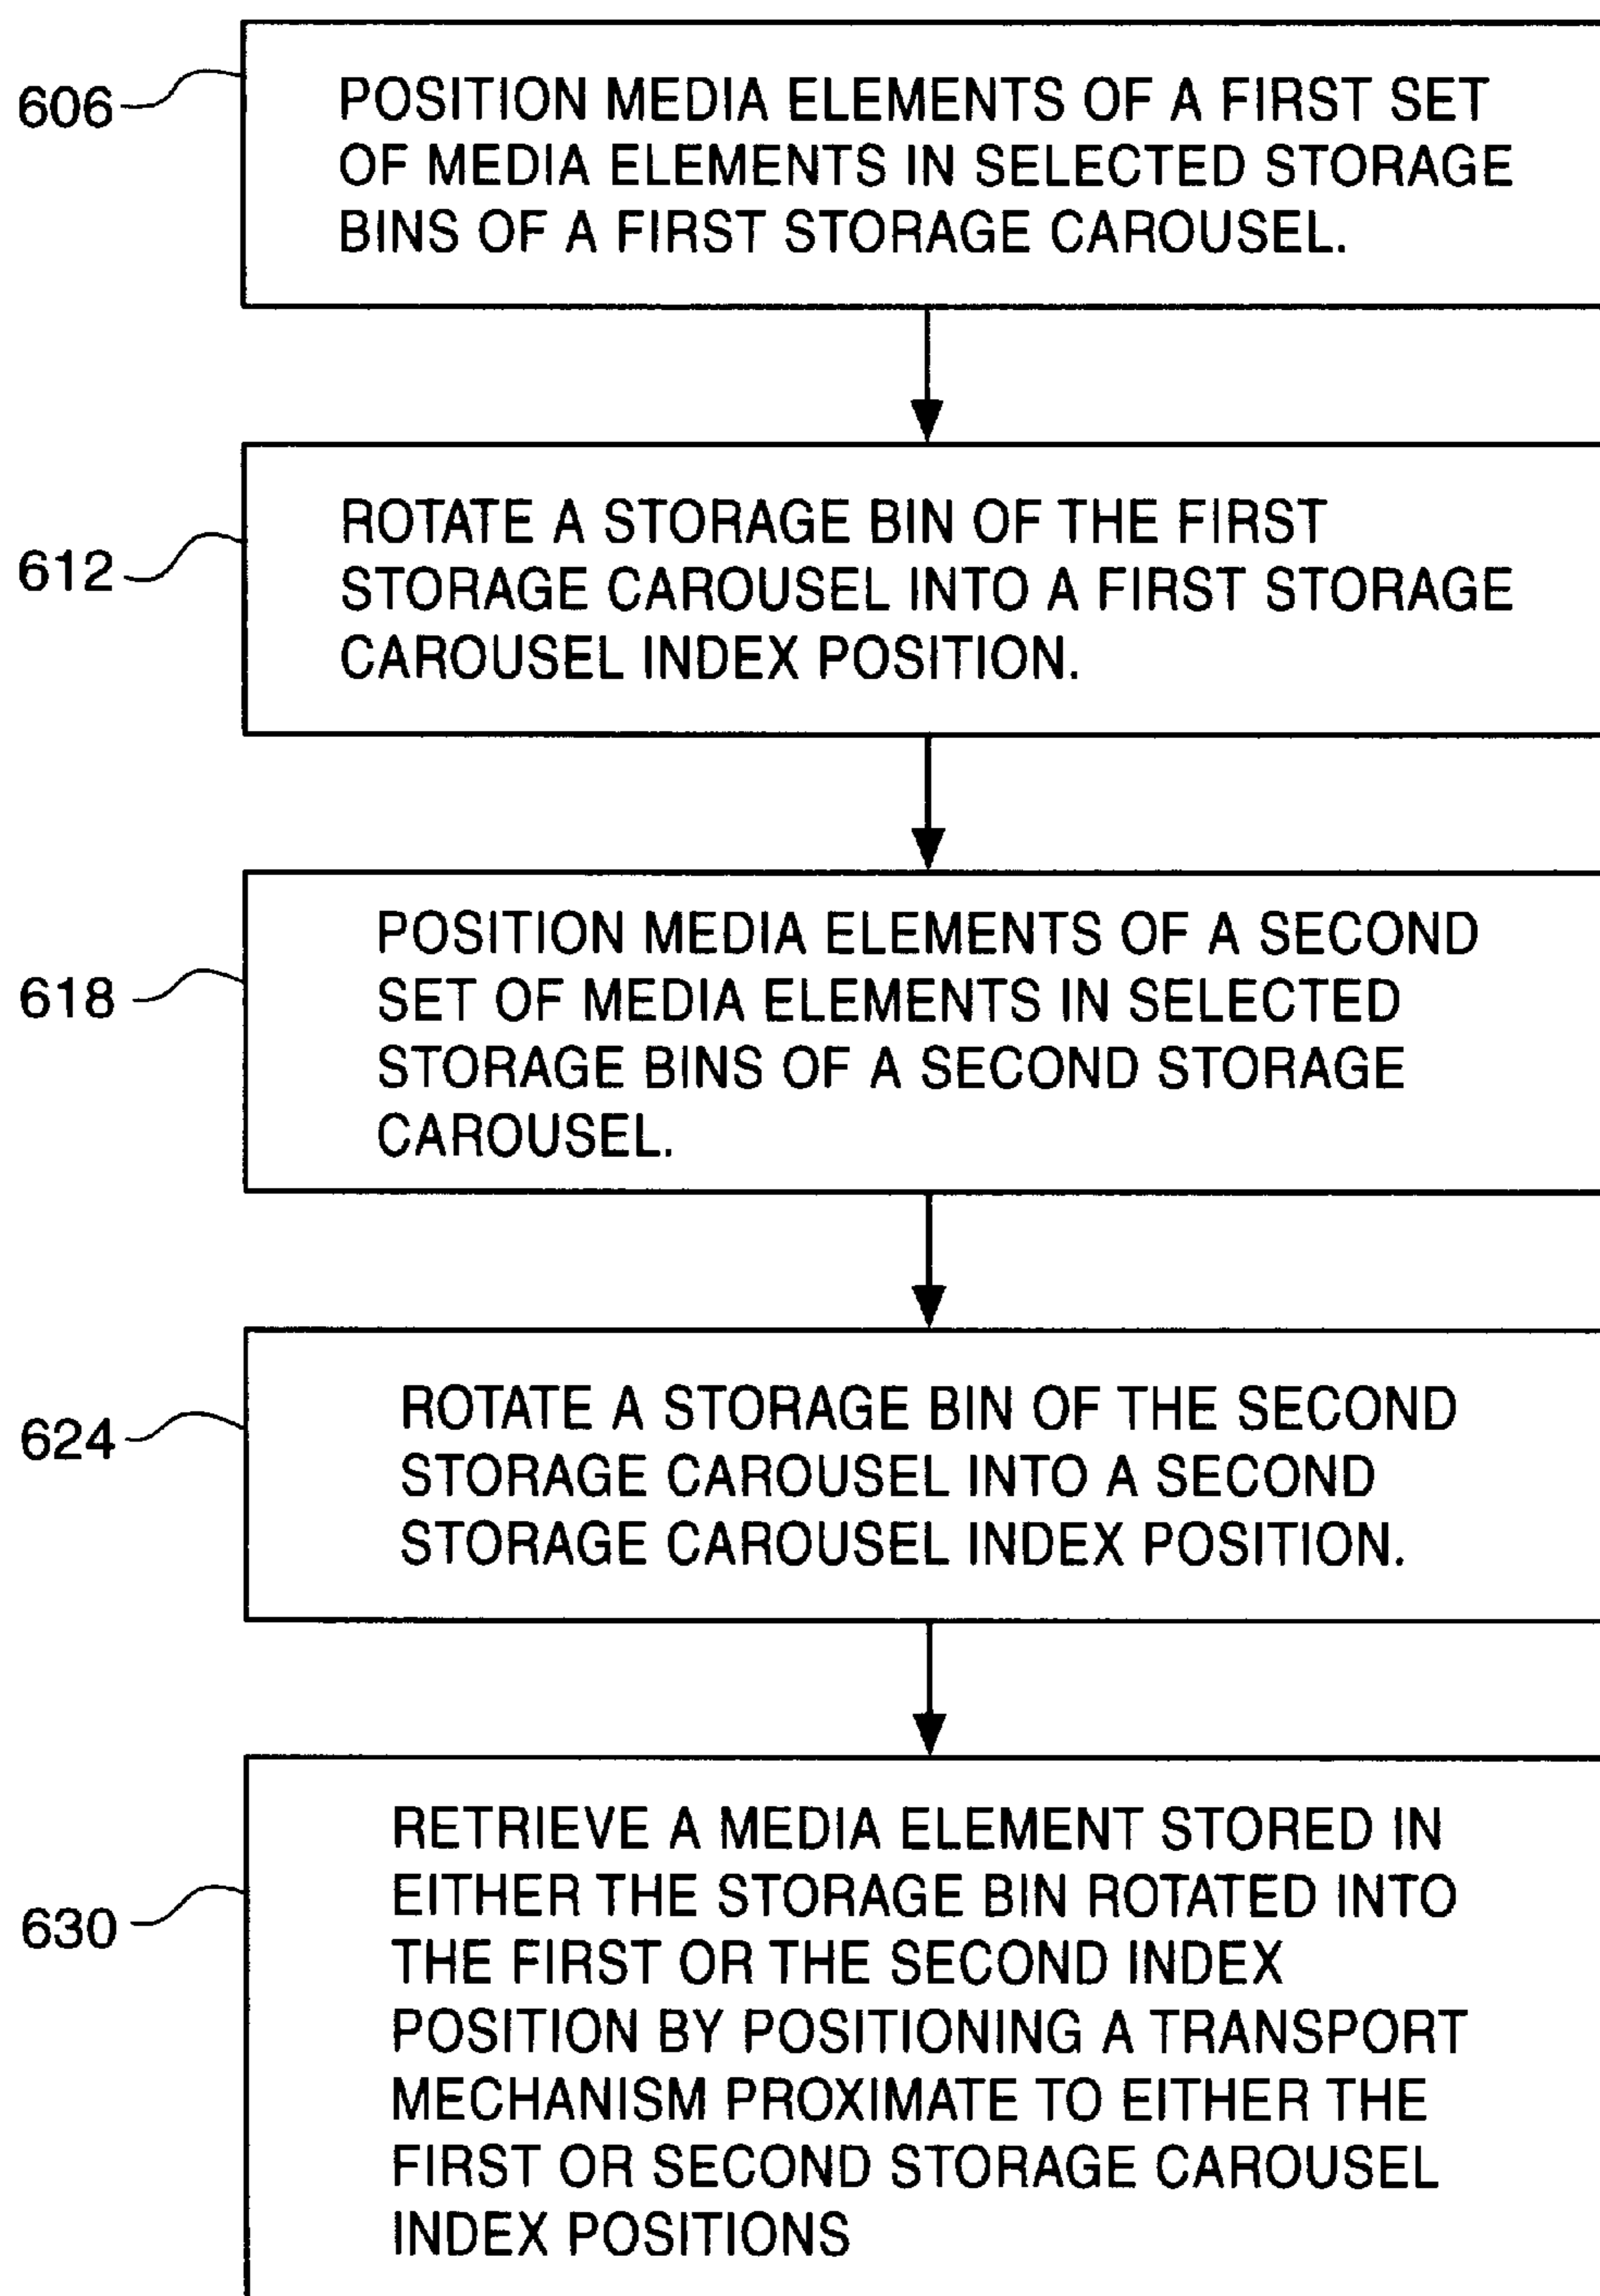 606
POSITION MEDIA ELEMENTS OF A FIRST SET
OF MEDIA ELEMENTS IN SELECTED STORAGE
BINS OF A FIRST STORAGE CAROUSEL.
612
ROTATE A STORAGE BIN OF THE FIRST
STORAGE CAROUSEL INTO A FIRST STORAGE
CAROUSEL INDEX POSITION.
618
POSITION MEDIA ELEMENTS OF A SECOND
SET OF MEDIA ELEMENTS IN SELECTED
STORAGE BINS OF A SECOND STORAGE
CAROUSEL.
624
ROTATE A STORAGE BIN OF THE SECOND
STORAGE CAROUSEL INTO A SECOND
STORAGE CAROUSEL INDEX POSITION.
630
RETRIEVE A MEDIA ELEMENT STORED IN
EITHER THE STORAGE BIN ROTATED INTO
THE FIRST OR THE SECOND INDEX
POSITION BY POSITIONING A TRANSPORT
MECHANISM PROXIMATE TO EITHER THE
FIRST OR SECOND STORAGE CAROUSEL
INDEX POSITIONS